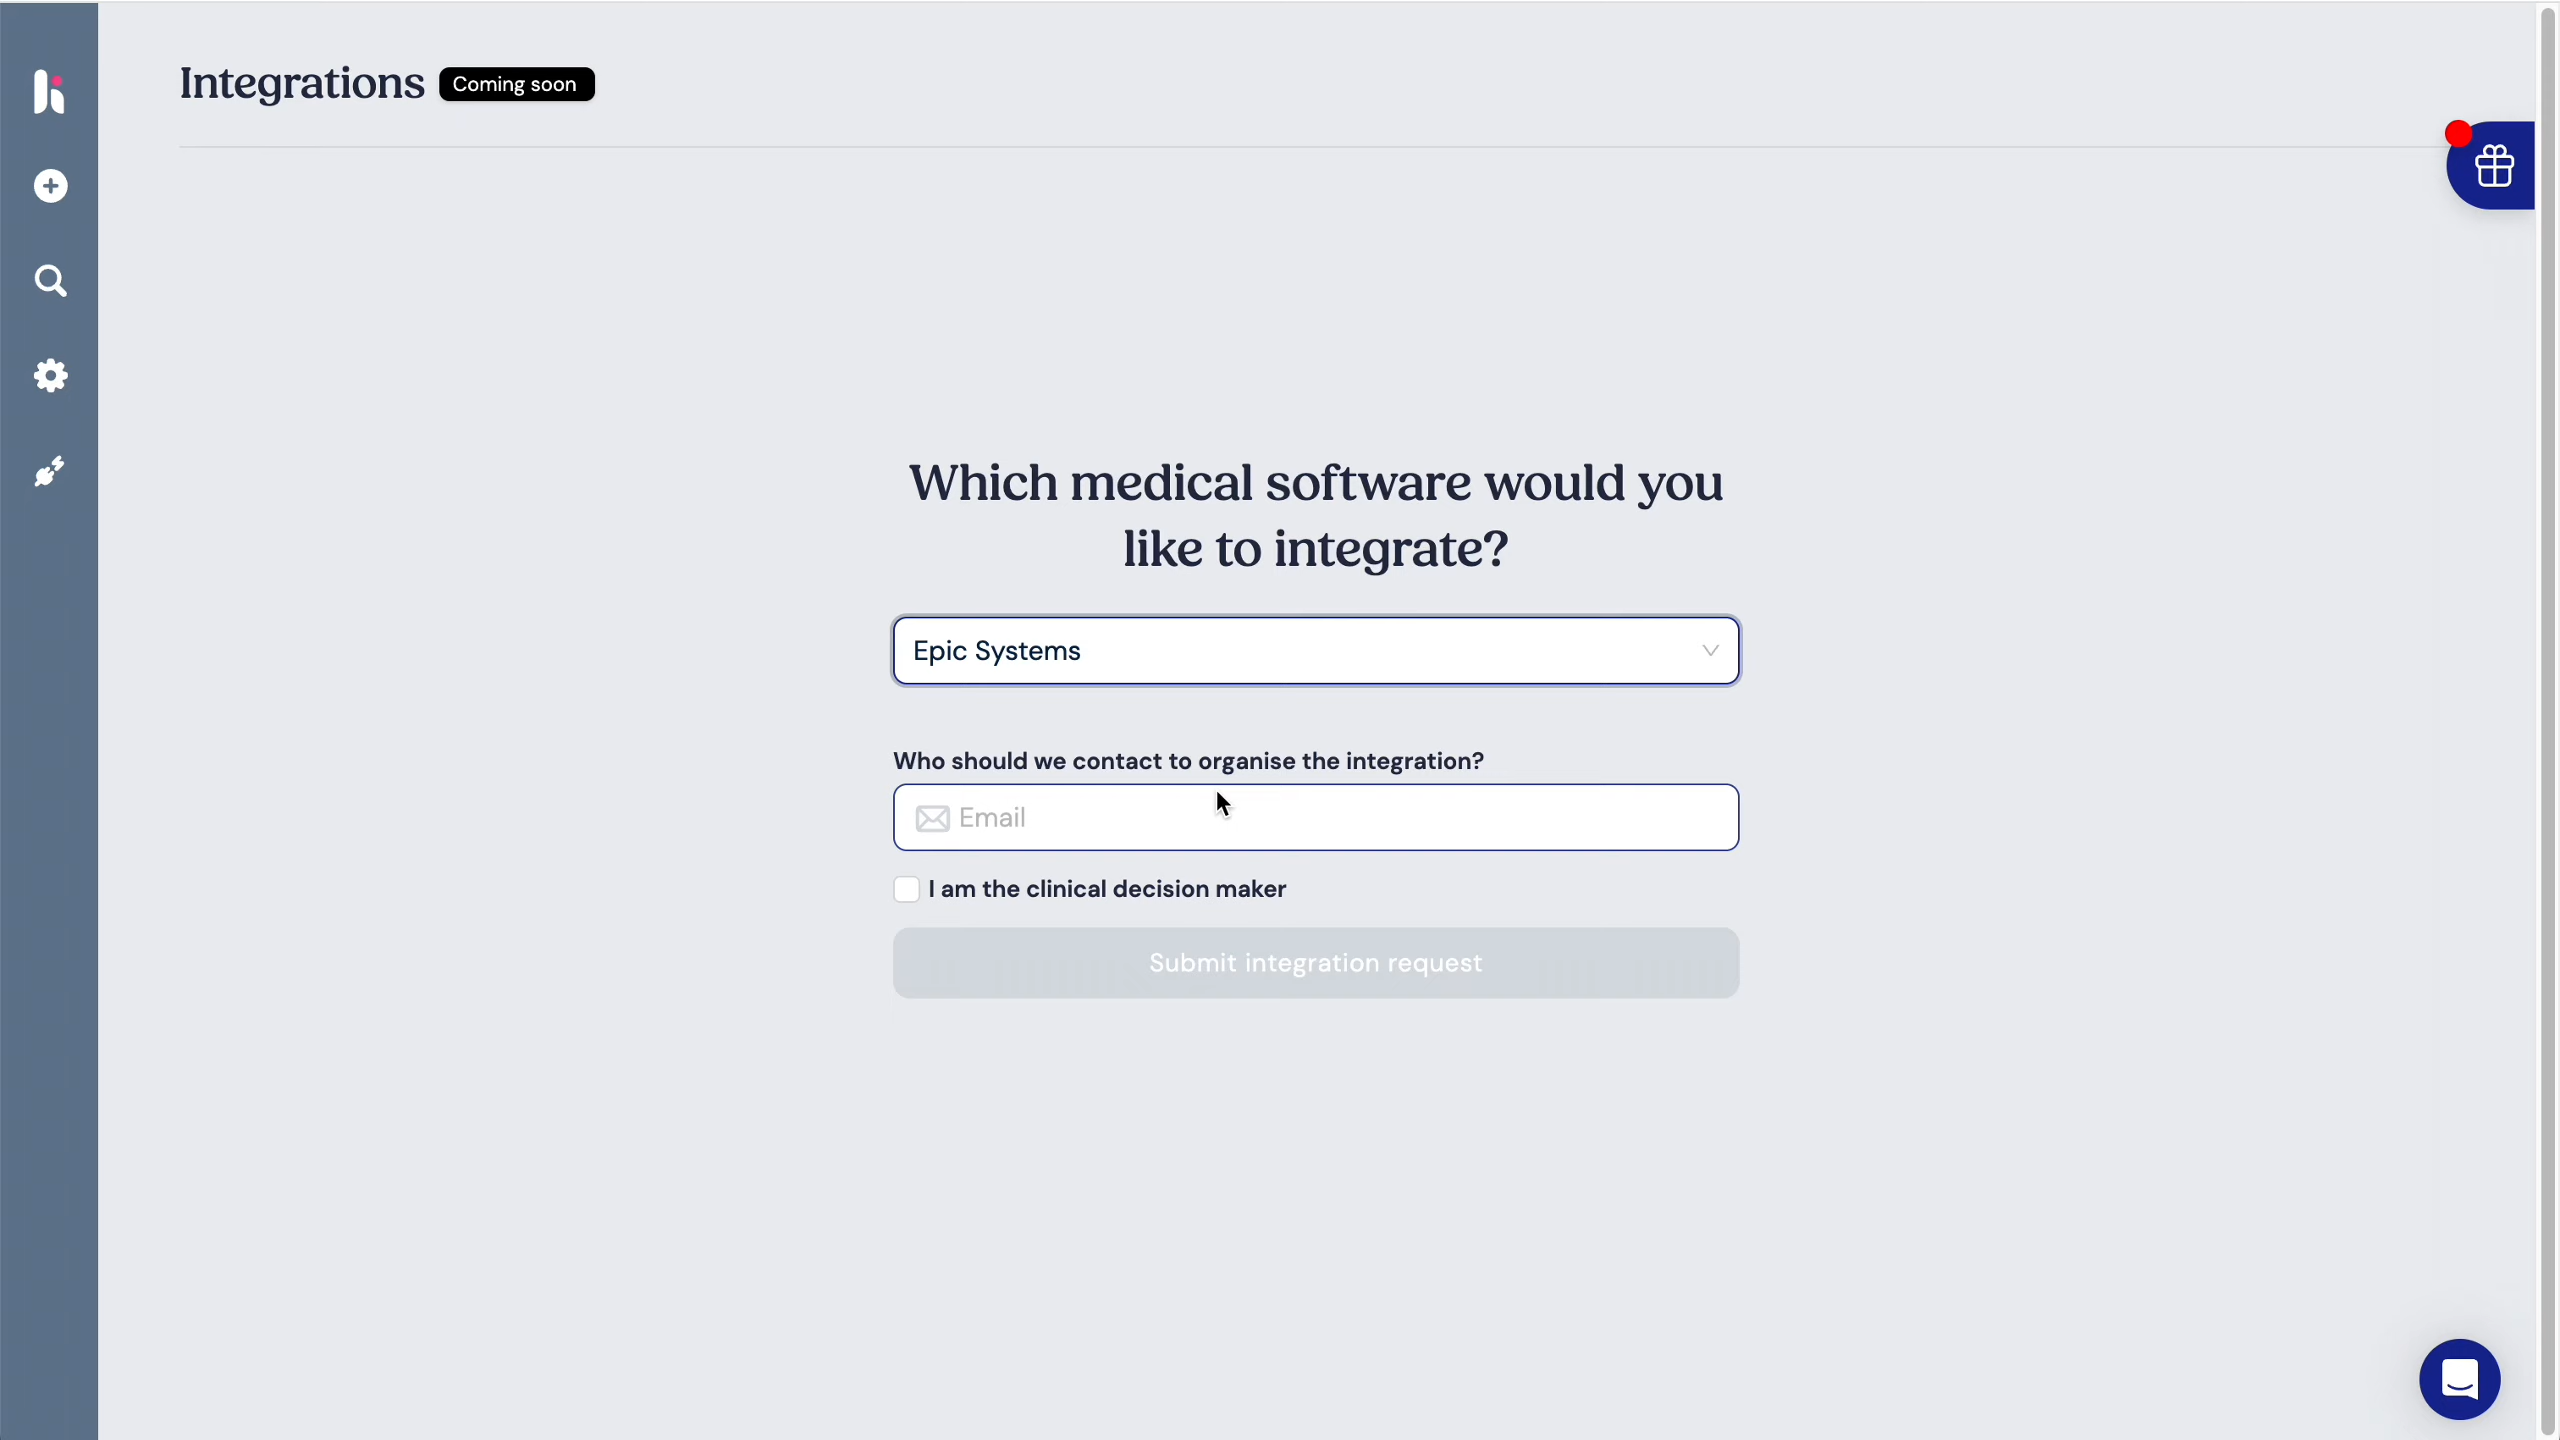 Integrations
Coming soon
Which medical software would you
like to integrate?
Epic Systems
Who should we contact to organise the integration?
Email
I am the clinical decision maker
Submit integration request